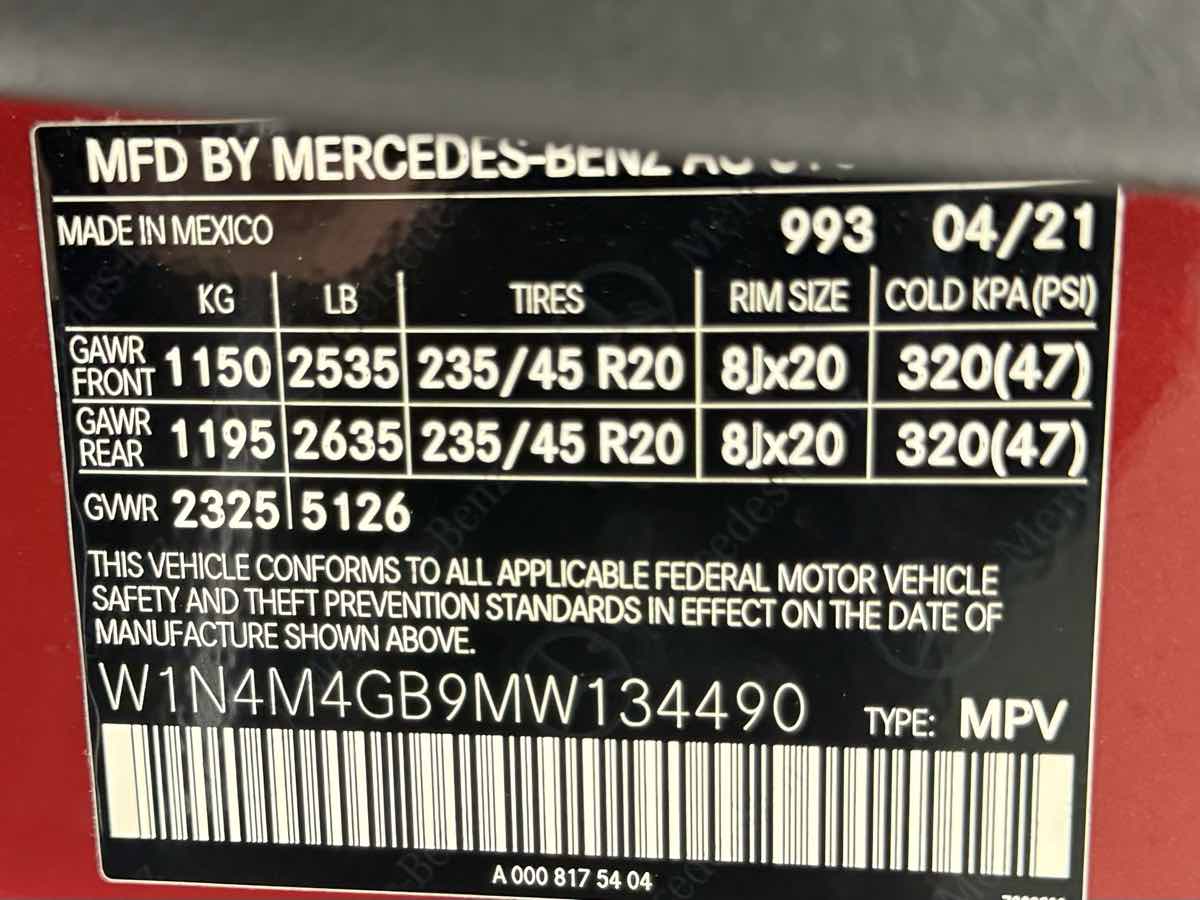 MFD BY MERCEDES-BENZ AG
MADE IN MEXICO 993 04/21
KG LB TIRES RIM SIZE COLD KPA (PSI)
GAWR FRONT 1150 2535 235/45 R20 8Jx20 320(47)
GAWR REAR 1195 2635 235/45 R20 8Jx20 320(47)
GVWR 2325 5126
THIS VEHICLE CONFORMS TO ALL APPLICABLE FEDERAL MOTOR VEHICLE
SAFETY AND THEFT PREVENTION STANDARDS IN EFFECT ON THE DATE OF
MANUFACTURE SHOWN ABOVE.
W1N4M4GB9MW134490 TYPE: MPV
A 000 817 54 04